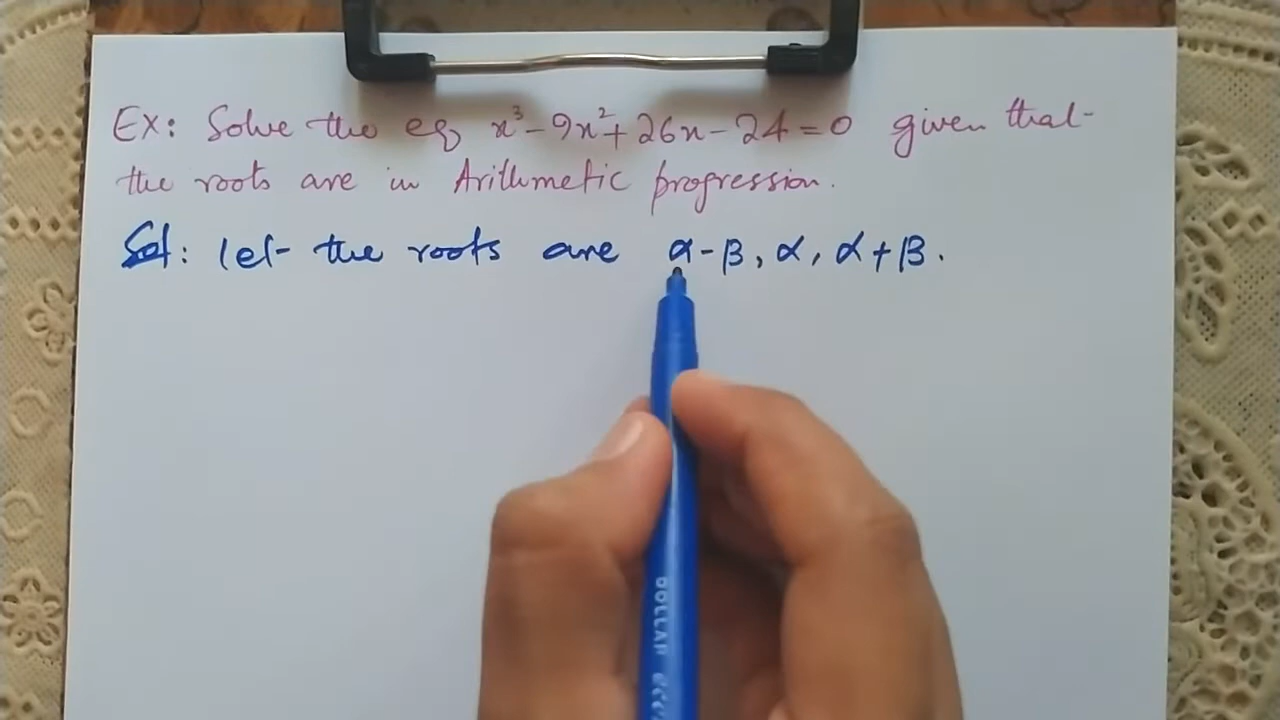 Ex: Solve the eq x³-9x²+26x-24=0 given that
the roots are in Arithmetic progression.
Sol: let the roots are α-β, α, α+β.
DOLLAR